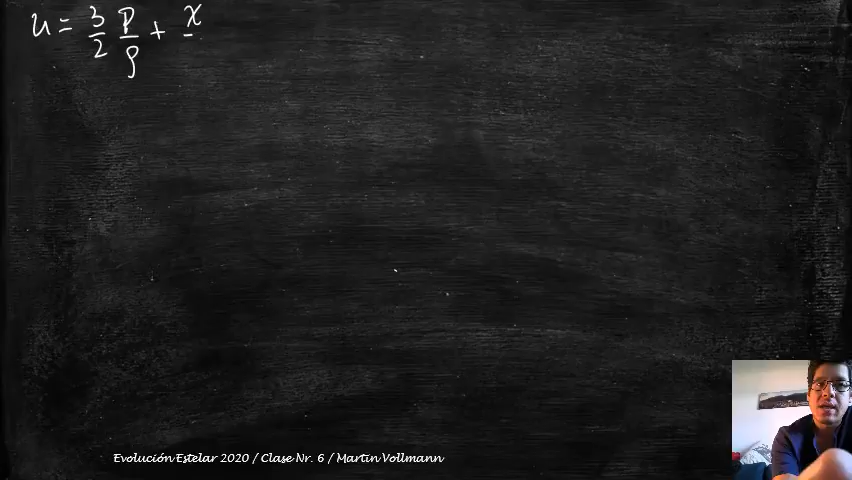 u = 3/2 P/ρ + χ/
Evolución Estelar 2020 / Clase Nr. 6 / Martin Vollmann